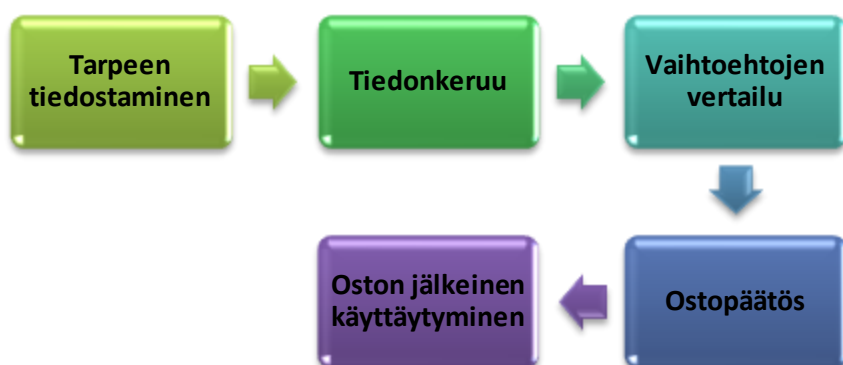 Tarpeen
tiedostaminen
Tiedonkeruu
Vaihtoehtojen
vertailu
Ostopäätös
Oston jälkeinen
käyttäytyminen